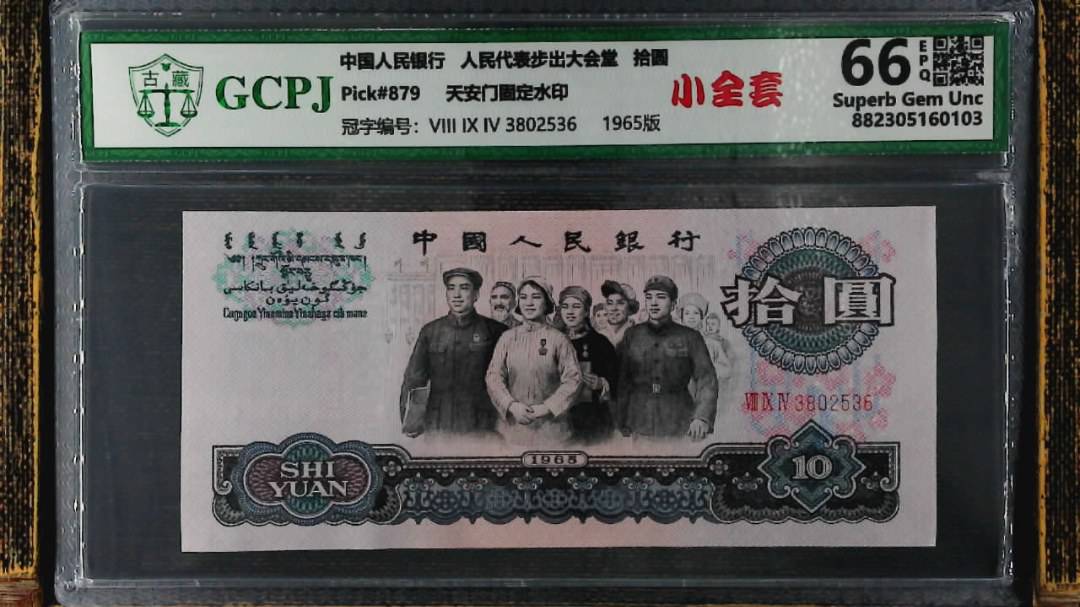 古 藏
GCPJ
中国人民银行 人民代表步出大会堂 拾圆
Pick#879 天安门固定水印
冠字编号: VIII IX IV 3802536 1965版
小全套
66 EPQ
Superb Gem Unc
882305160103
中國人民銀行
拾圓
VIII IX IV 3802536
1965
SHI
YUAN
10